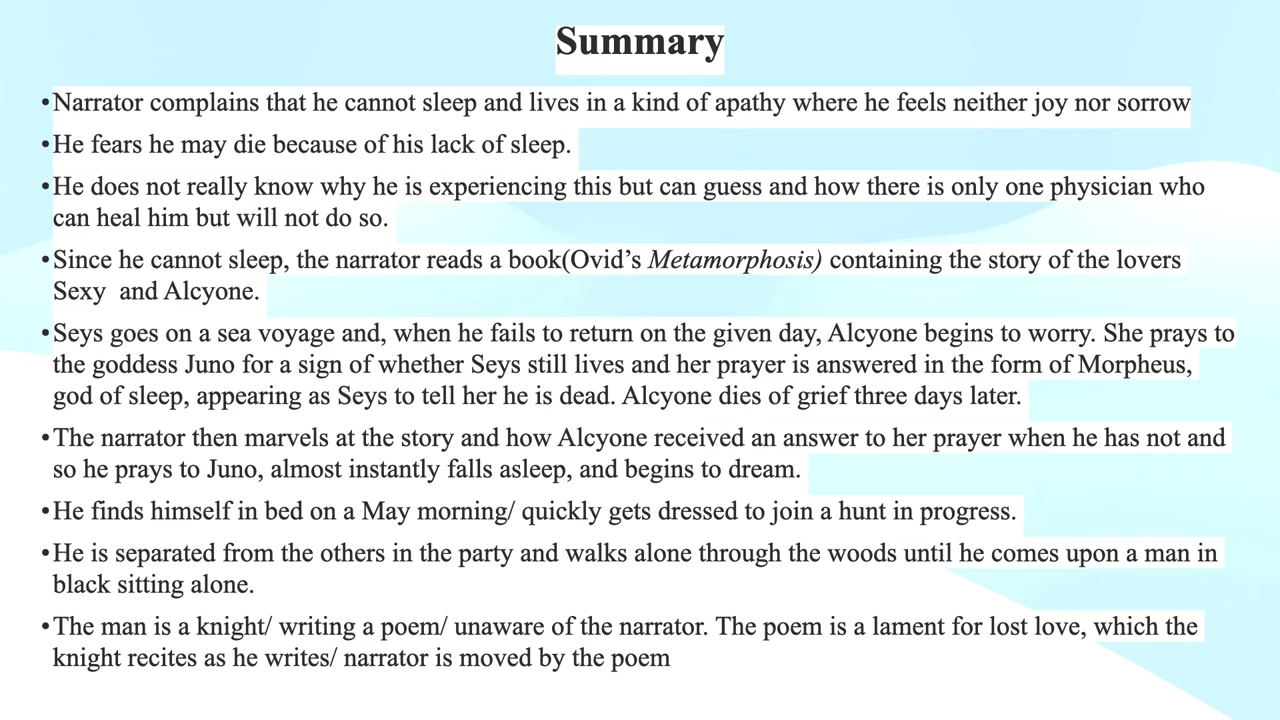 Summary
•Narrator complains that he cannot sleep and lives in a kind of apathy where he feels neither joy nor sorrow
•He fears he may die because of his lack of sleep.
•He does not really know why he is experiencing this but can guess and how there is only one physician who
can heal him but will not do so.
•Since he cannot sleep, the narrator reads a book(Ovid’s Metamorphosis) containing the story of the lovers
Sexy  and Alcyone.
•Seys goes on a sea voyage and, when he fails to return on the given day, Alcyone begins to worry. She prays to
the goddess Juno for a sign of whether Seys still lives and her prayer is answered in the form of Morpheus,
god of sleep, appearing as Seys to tell her he is dead. Alcyone dies of grief three days later.
•The narrator then marvels at the story and how Alcyone received an answer to her prayer when he has not and
so he prays to Juno, almost instantly falls asleep, and begins to dream.
•He finds himself in bed on a May morning/ quickly gets dressed to join a hunt in progress.
•He is separated from the others in the party and walks alone through the woods until he comes upon a man in
black sitting alone.
•The man is a knight/ writing a poem/ unaware of the narrator. The poem is a lament for lost love, which the
knight recites as he writes/ narrator is moved by the poem